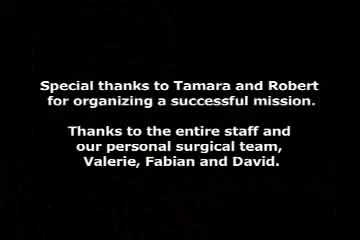 Special thanks to Tamara and Robert
for organizing a successful mission.
Thanks to the entire staff and
our personal surgical team,
Valerie, Fabian and David.